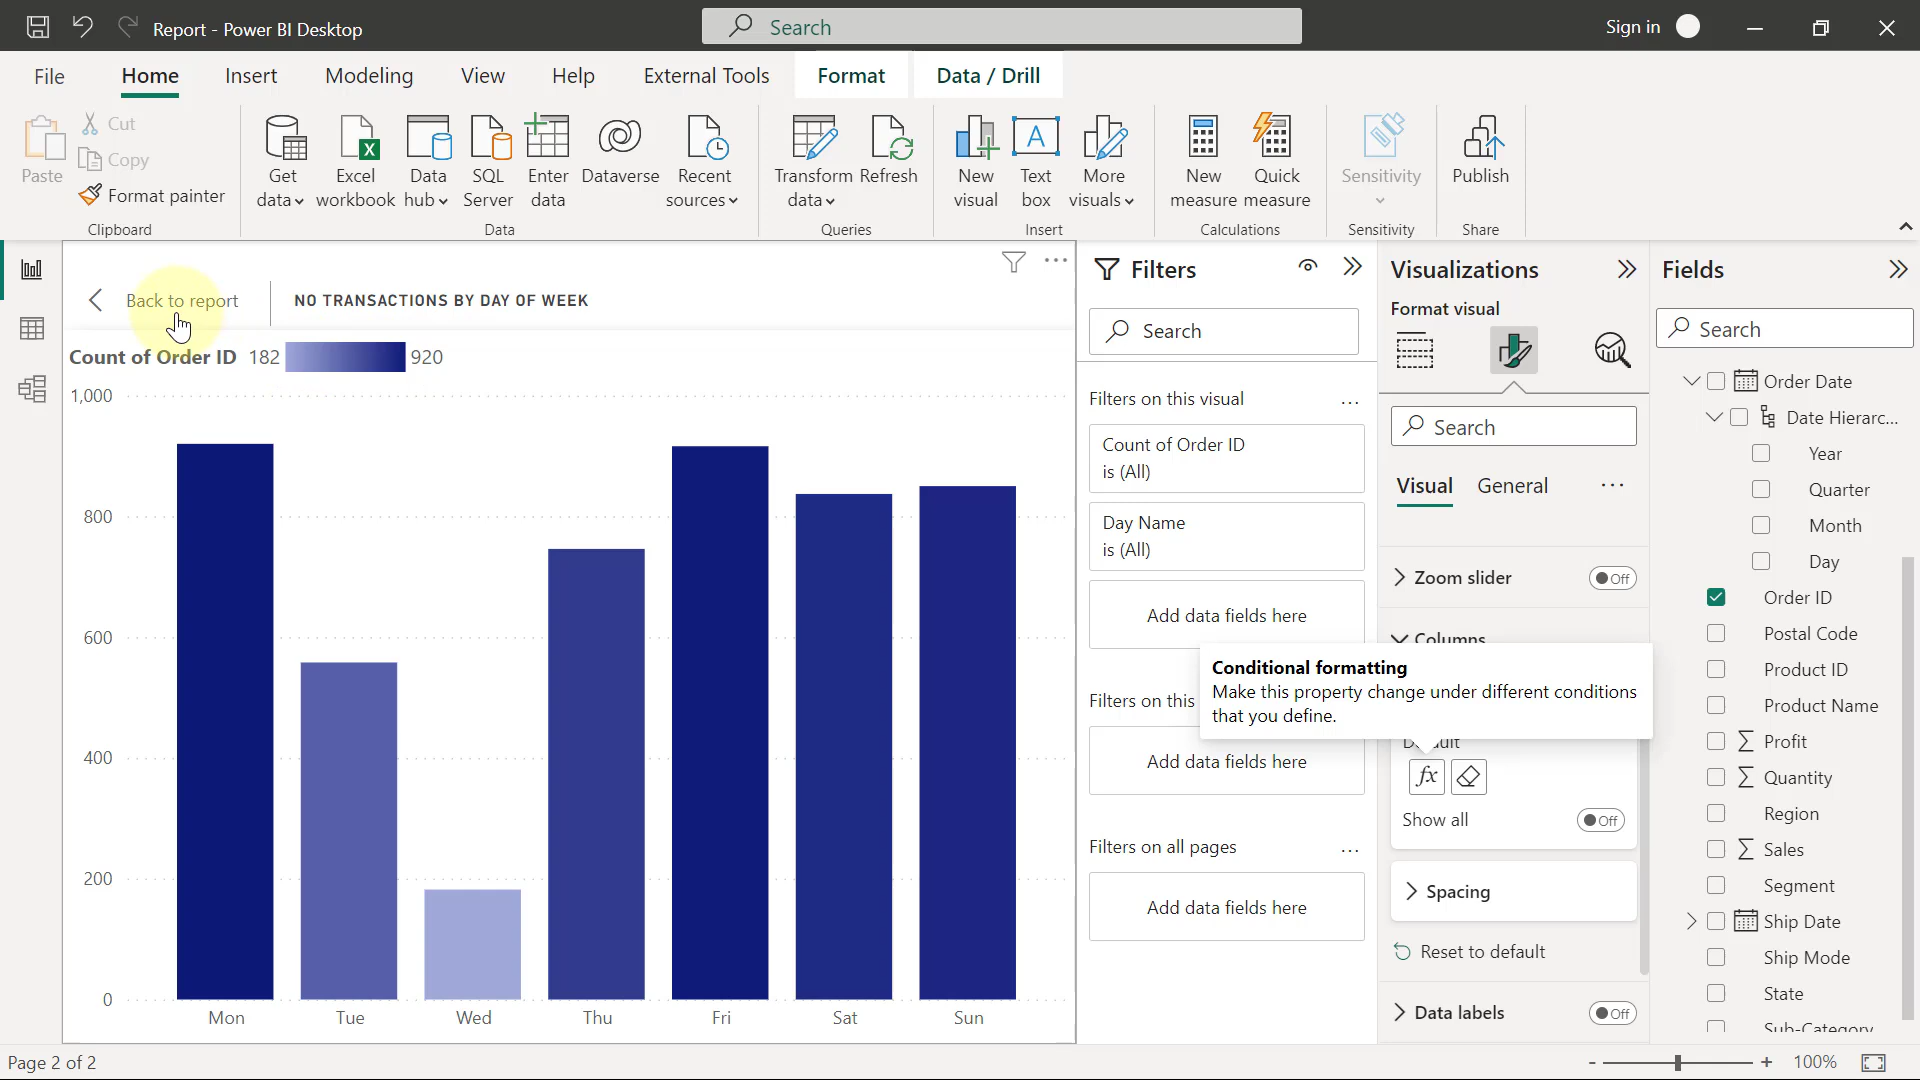 Report - Power BI Desktop
Search
Sign in
File
Home
Insert
Modeling
View
Help
External Tools
Format
Data / Drill
Paste
Cut
Copy
Format painter
Clipboard
Get data
Excel workbook
Data hub
SQL Server
Enter data
Dataverse
Recent sources
Data
Transform data
Refresh
Queries
New visual
Text box
More visuals
Insert
New measure
Quick measure
Calculations
Sensitivity
Sensitivity
Publish
Share
Back to report
NO TRANSACTIONS BY DAY OF WEEK
Count of Order ID 182 920
1,000
800
600
400
200
0
Mon
Tue
Wed
Thu
Fri
Sat
Sun
Filters
Search
Filters on this visual
...
Count of Order ID
is (All)
Day Name
is (All)
Add data fields here
Filters on this
Add data fields here
Filters on all pages
...
Add data fields here
Visualizations
Format visual
Search
Visual
General
...
Zoom slider
Off
Columns
Conditional formatting
Make this property change under different conditions
that you define.
Default
fx
Show all
Off
Spacing
Reset to default
Data labels
Off
Fields
Search
Order Date
Date Hierarc...
Year
Quarter
Month
Day
Order ID
Postal Code
Product ID
Product Name
Profit
Quantity
Region
Sales
Segment
Ship Date
Ship Mode
State
Sub-Category
Page 2 of 2
- + 100%